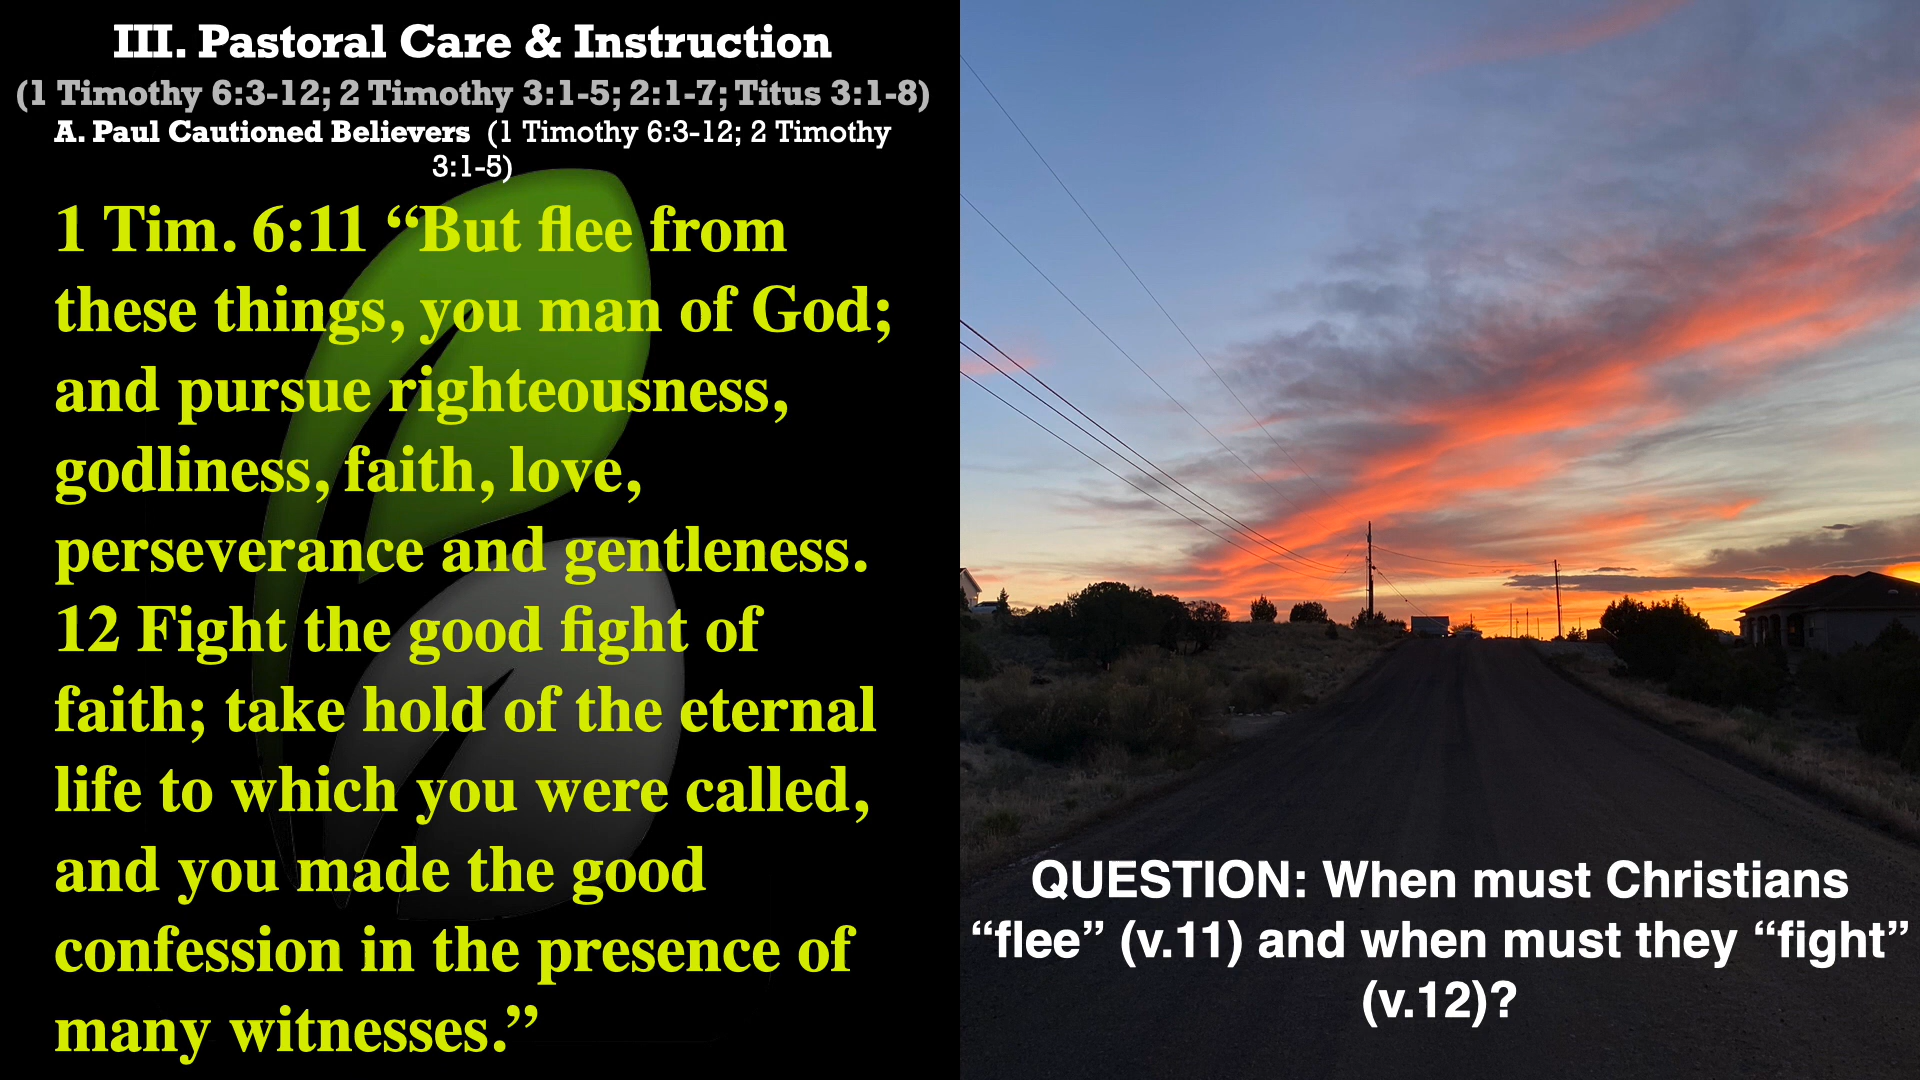 III. Pastoral Care & Instruction
(1 Timothy 6:3-12; 2 Timothy 3:1-5; 2:1-7; Titus 3:1-8)
A. Paul Cautioned Believers (1 Timothy 6:3-12; 2 Timothy
3:1-5)
1 Tim. 6:11 “But flee from
these things, you man of God;
and pursue righteousness,
godliness, faith, love,
perseverance and gentleness.
12 Fight the good fight of
faith; take hold of the eternal
life to which you were called,
and you made the good
confession in the presence of
many witnesses.”
QUESTION: When must Christians
“flee” (v.11) and when must they “fight”
(v.12)?